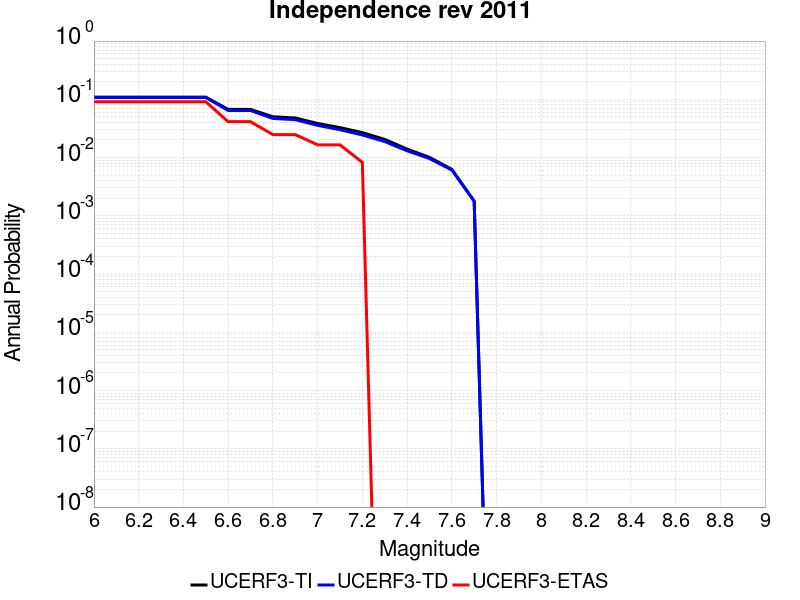 Independence rev 2011
10^0
10^-1
10^-2
10^-3
10^-4
10^-5
10^-6
10^-7
10^-8
Annual Probability
6 6.2 6.4 6.6 6.8 7 7.2 7.4 7.6 7.8 8 8.2 8.4 8.6 8.8 9
Magnitude
UCERF3-TI UCERF3-TD UCERF3-ETAS